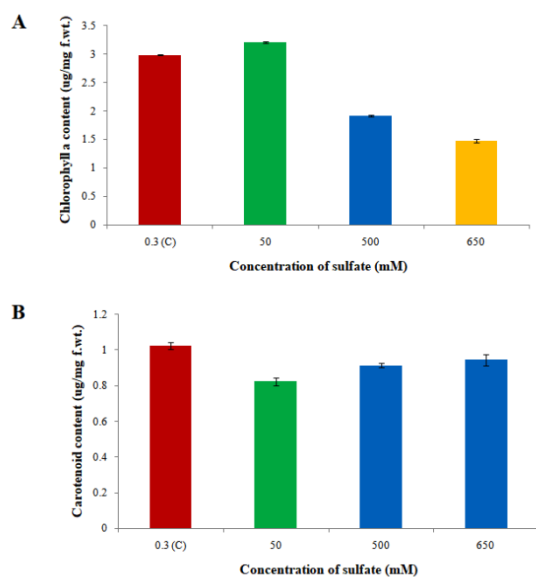 A
Chlorophyll a content (ug/mg f.wt.)
3.5
3
2.5
2
1.5
1
0.5
0
0.3 (C) 50 500 650
Concentration of sulfate (mM)
B
Carotenoid content (ug/mg f.wt.)
1.2
1
0.8
0.6
0.4
0.2
0
0.3 (C) 50 500 650
Concentration of sulfate (mM)